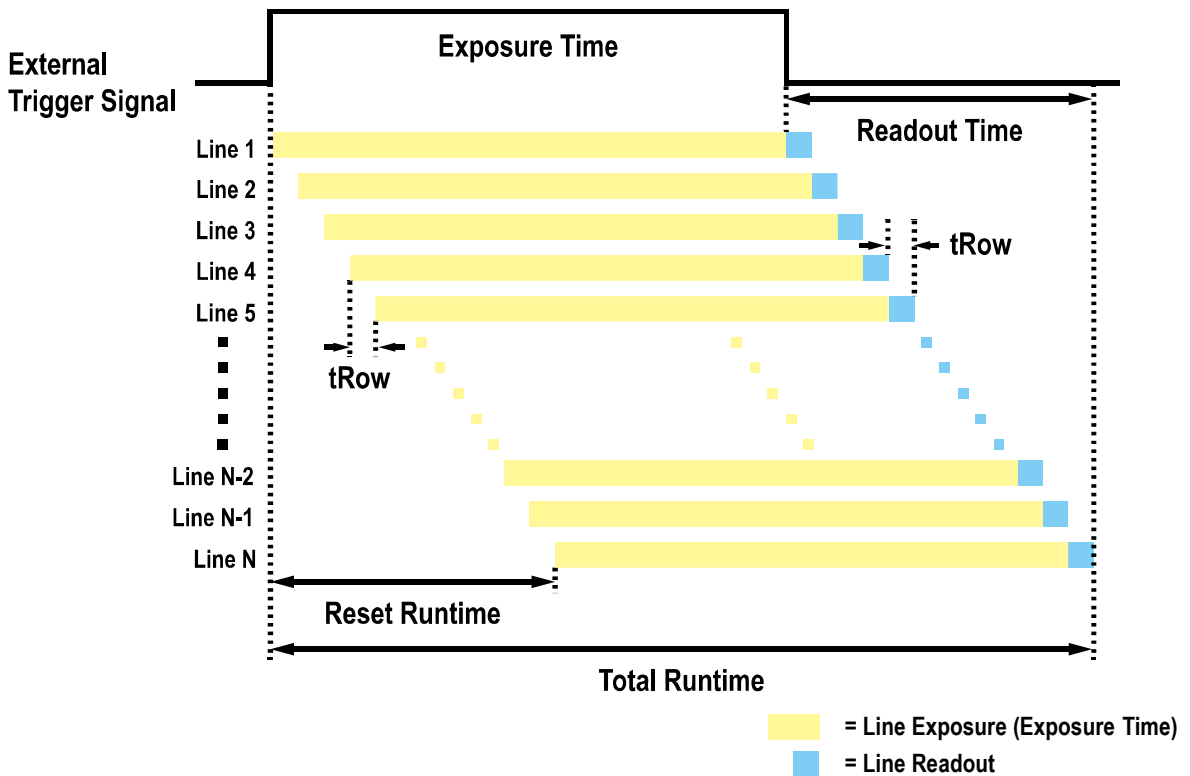 Exposure Time
External
Trigger Signal
Readout Time
Line 1
Line 2
Line 3
tRow
Line 4
Line 5
tRow
Line N-2
Line N-1
Line N
Reset Runtime
Total Runtime
= Line Exposure (Exposure Time)
= Line Readout